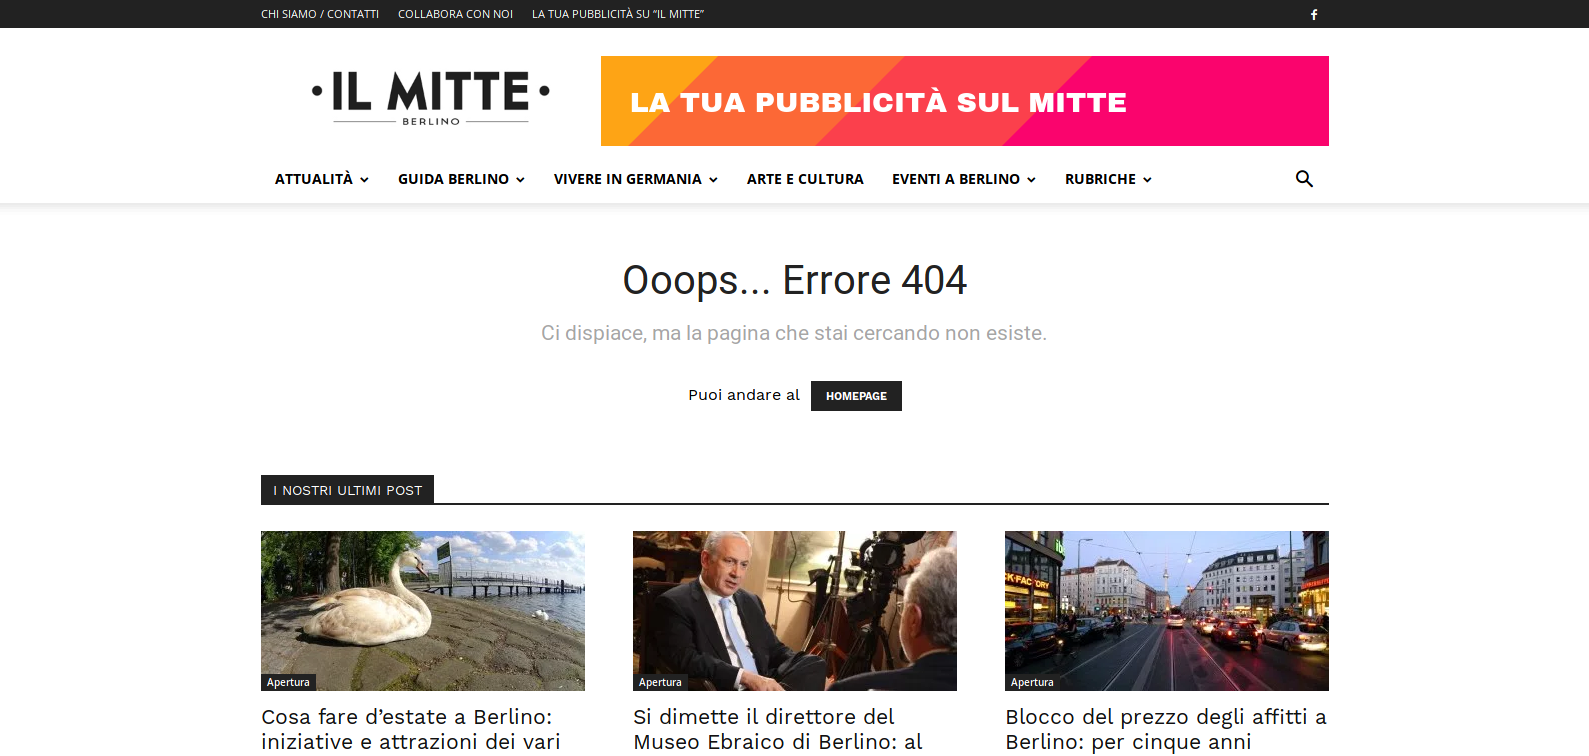 CHI SIAMO / CONTATTI COLLABORA CON NOI LA TUA PUBBLICITÀ SU “IL MITTE”
• IL MITTE •
BERLINO
LA TUA PUBBLICITÀ SUL MITTE
ATTUALITÀ GUIDA BERLINO VIVERE IN GERMANIA ARTE E CULTURA EVENTI A BERLINO RUBRICHE
Ooops... Errore 404
Ci dispiace, ma la pagina che stai cercando non esiste.
Puoi andare al HOMEPAGE
I NOSTRI ULTIMI POST
Apertura
Cosa fare d’estate a Berlino:
iniziative e attrazioni dei vari
Apertura
Si dimette il direttore del
Museo Ebraico di Berlino: al
Apertura
Blocco del prezzo degli affitti a
Berlino: per cinque anni